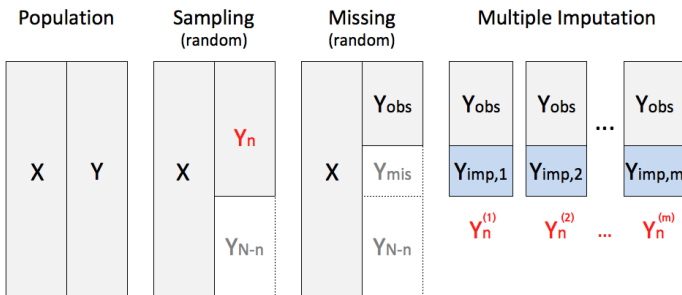 Population
Sampling
(random)
Missing
(random)
Multiple Imputation
X
Y
X
Yn
YN-n
X
Yobs
Ymis
YN-n
Yobs
Yobs
...
Yobs
Yimp,1
Yimp,2
Yimp,m
Yn(1)
Yn(2)
...
Yn(m)